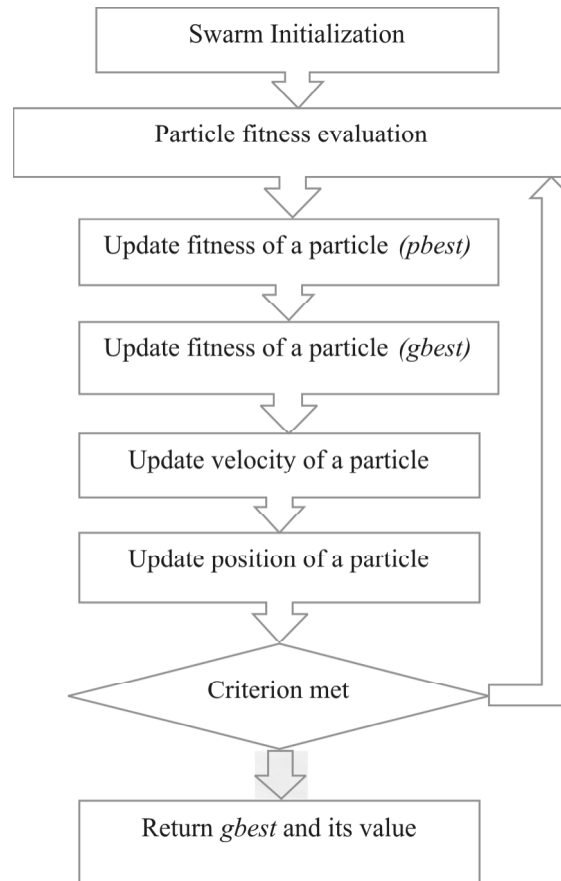 Swarm Initialization
Particle fitness evaluation
Update fitness of a particle (pbest)
Update fitness of a particle (gbest)
Update velocity of a particle
Update position of a particle
Criterion met
Return gbest and its value